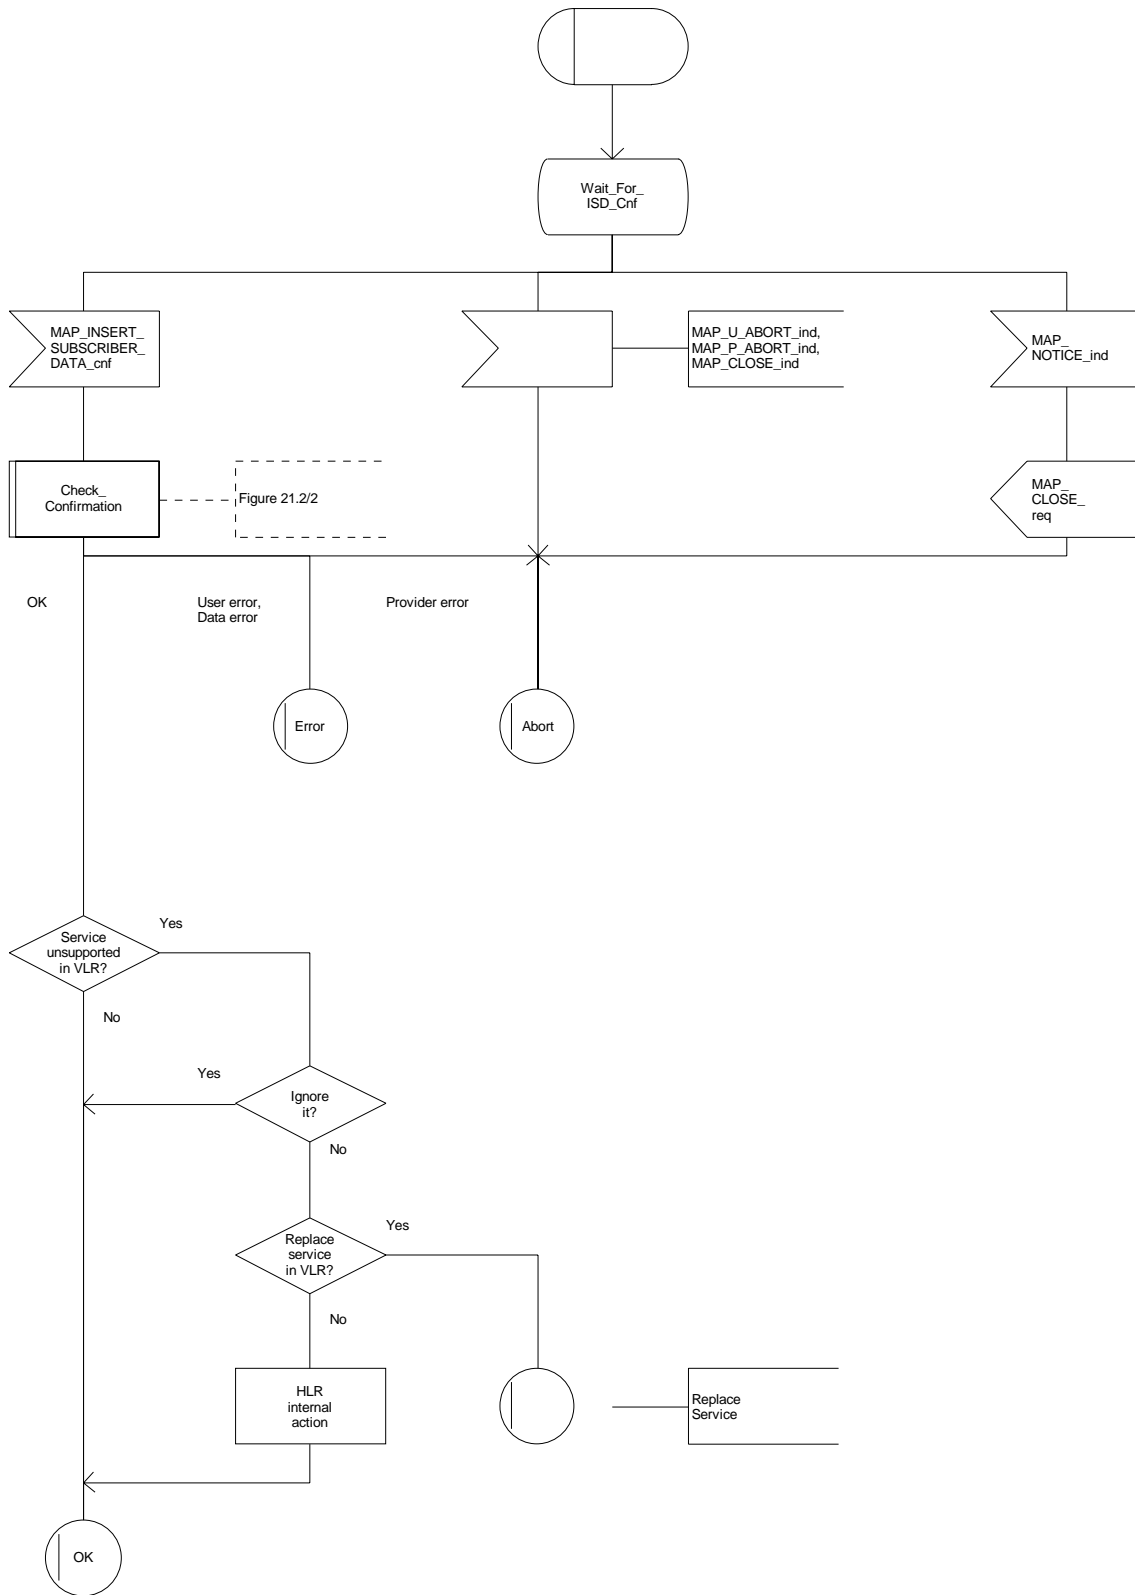 Wait_For_
ISD_Cnf
MAP_INSERT_
SUBSCRIBER_
DATA_cnf
MAP_U_ABORT_ind,
MAP_P_ABORT_ind,
MAP_CLOSE_ind
MAP_
NOTICE_ind
Check_
Confirmation
Figure 21.2/2
MAP_
CLOSE_
req
OK
User error,
Data error
Provider error
Error
Abort
Service
unsupported
in VLR?
Yes
No
Yes
Ignore
it?
No
Replace
service
in VLR?
Yes
No
HLR
internal
action
Replace
Service
OK